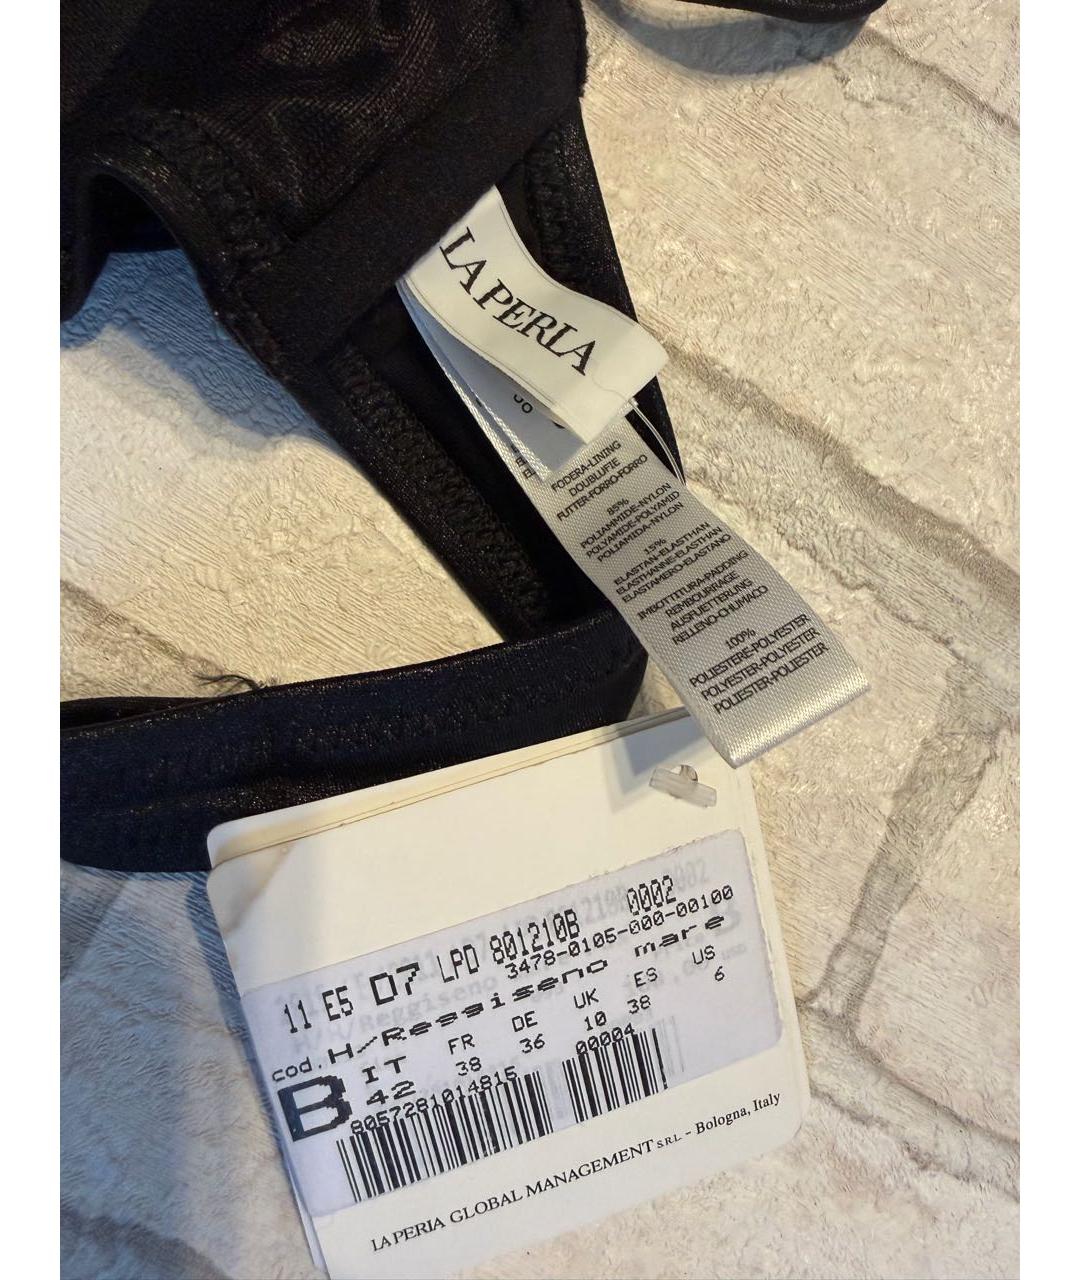 LA PERLA
FODERA-LINING
DOUBLUFIE
FUTTER-FORRO-FORRO
85%
POLIAMMIDE-NYLON
POLYAMIDE-POLYAMID
POLIAMIDA-NYLON
15%
ELASTAN-ELASTHAN
ELASTHANNE-ELASTHAN
ELASTAMERO-ELASTANO
IMBOTTITURA-PADDING
REMBOURRAGE
AUSFUETTERUNG
RELLENO-CHUMACO
100%
POLIESTERE-POLYESTER
POLYESTER-POLYESTER
POLIESTER-POLIESTER
11 E5 D7 LPD 801210B 0002
3478-0105-000-00100
cod. H/Reggiseno mare
B IT FR DE UK ES US
42 38 36 10 38 6
8057281014815 00004
LA PERLA GLOBAL MANAGEMENT S.R.L. - Bologna, Italy